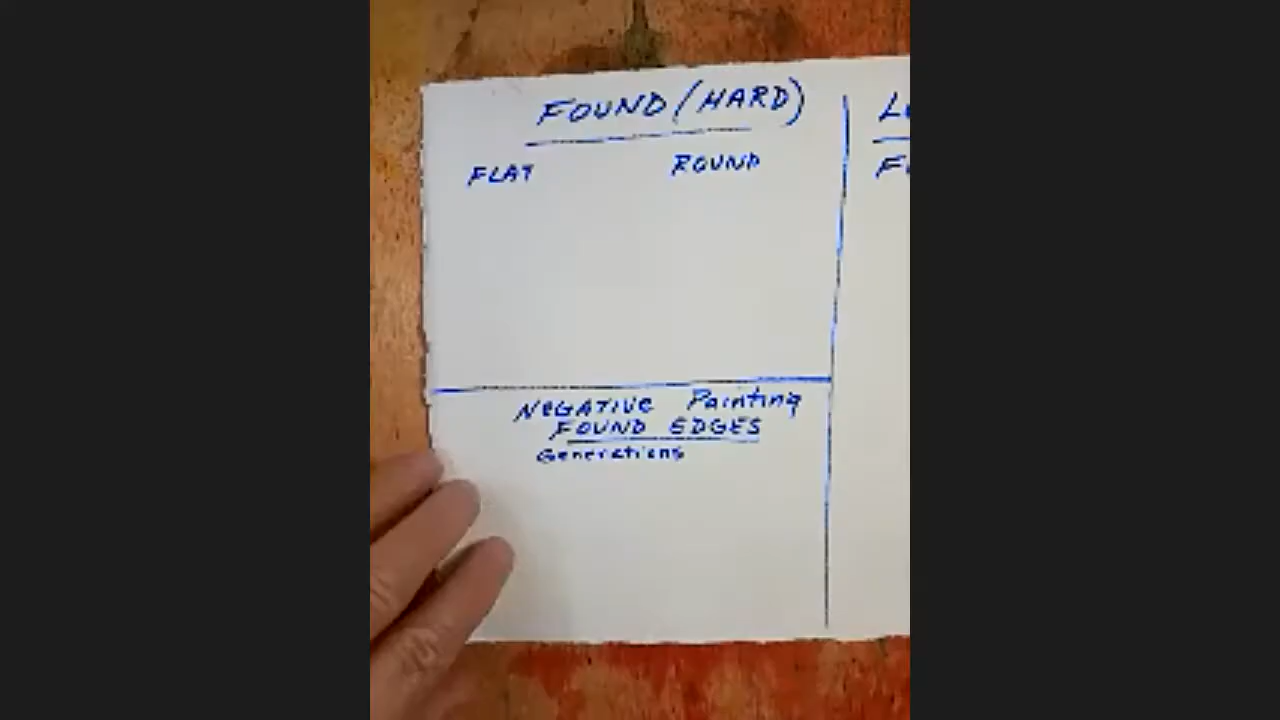 FOUND (HARD)
FLAT ROUND
NEGATIVE Painting
FOUND EDGES
Generations